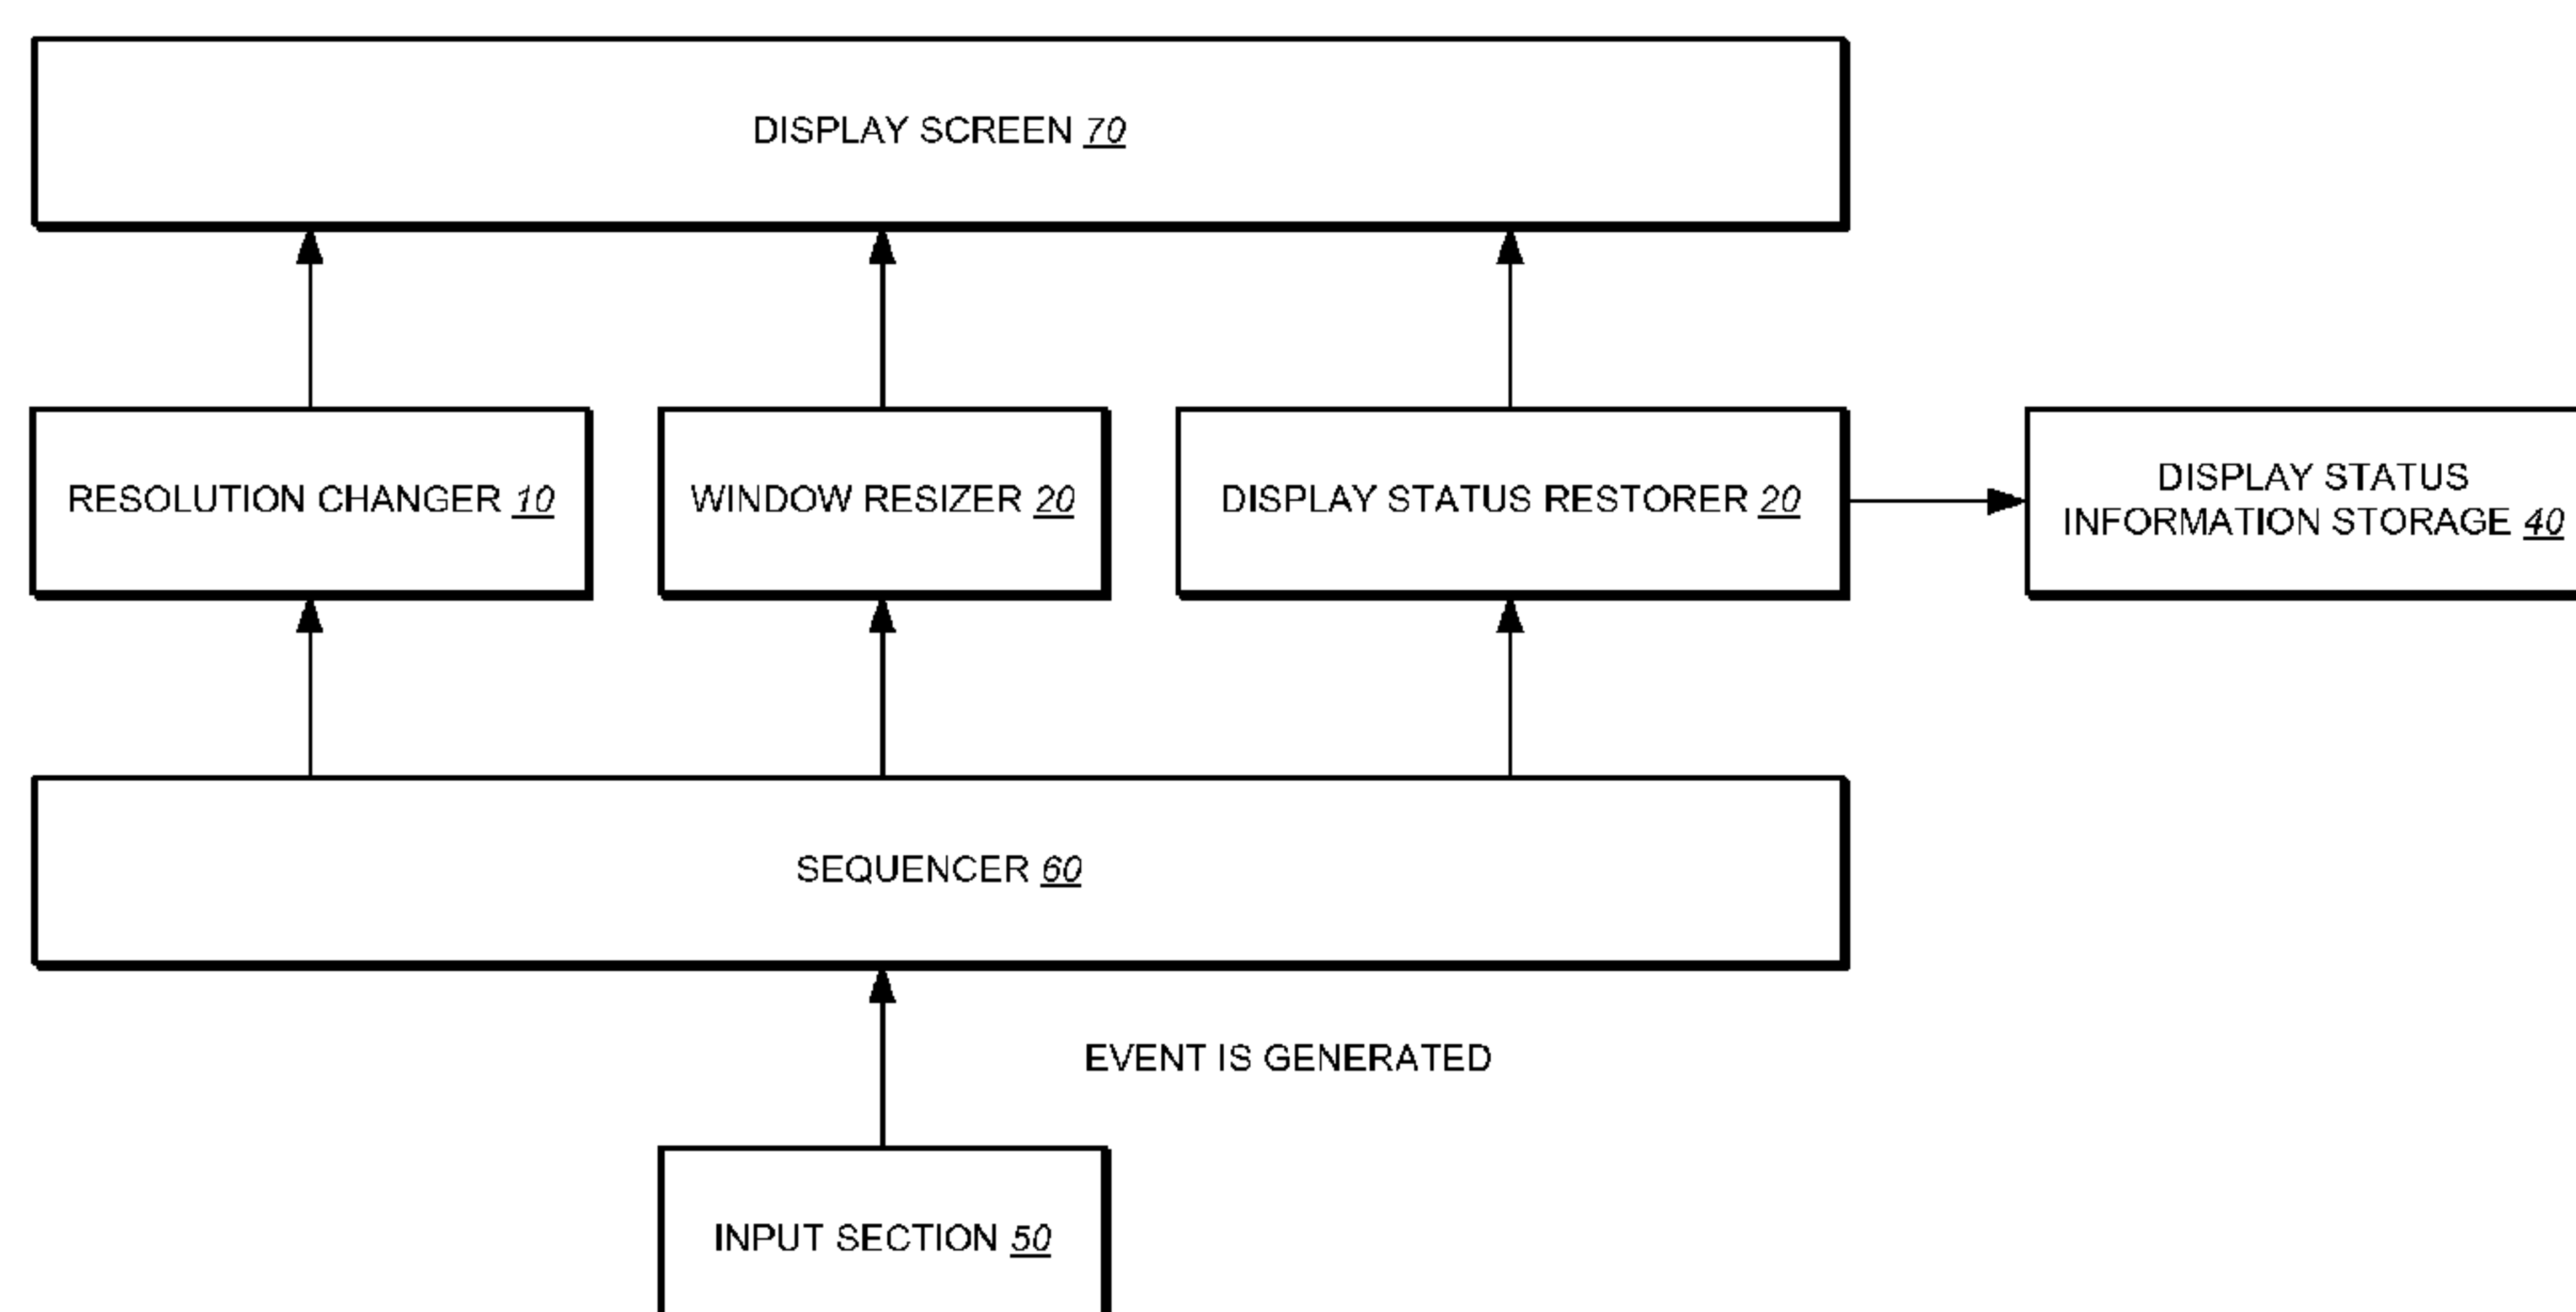 DISPLAY SCREEN 70
RESOLUTION CHANGER 10
WINDOW RESIZER 20
DISPLAY STATUS RESTORER 20
DISPLAY STATUS
INFORMATION STORAGE 40
SEQUENCER 60
EVENT IS GENERATED
INPUT SECTION 50